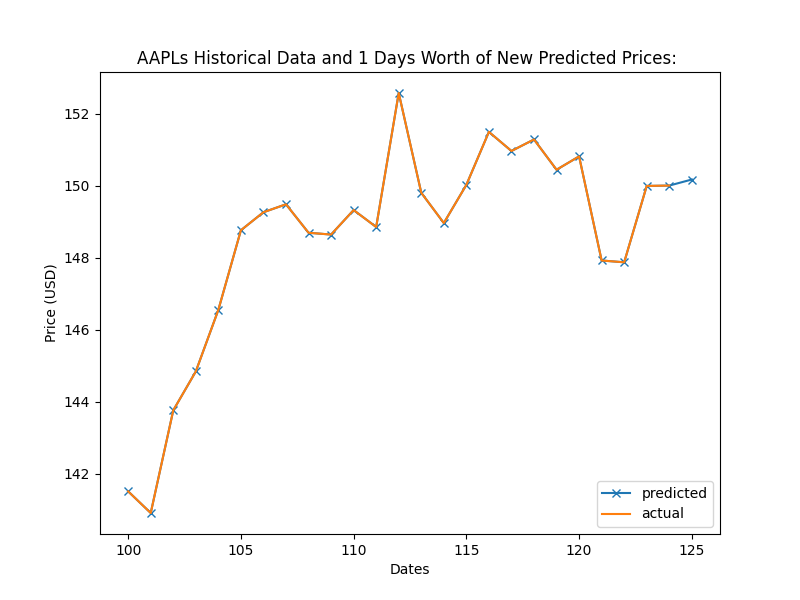 AAPLs Historical Data and 1 Days Worth of New Predicted Prices:
152
150
148
146
144
142
Price (USD)
predicted
actual
100 105 110 115 120 125
Dates